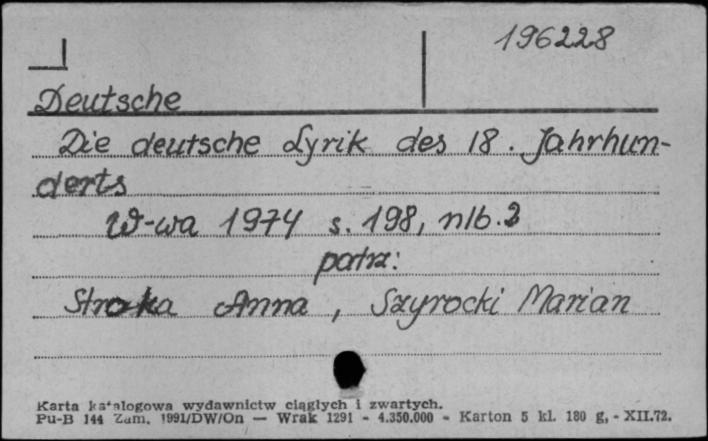 196228
Deutsche
Die deutsche Lyrik des 18. Jahrhun-
derts
W-wa 1974 s. 198, nlb. 2
patrz:
Stroka Anna, Szyrocki Marian
Karta katalogowa wydawnictw ciągłych i zwartych.
Pu-B 144 Zam. 1991/DW/On — Wrak 1291 - 4.350.000 - Karton 5 kl. 180 g, - XII.72.